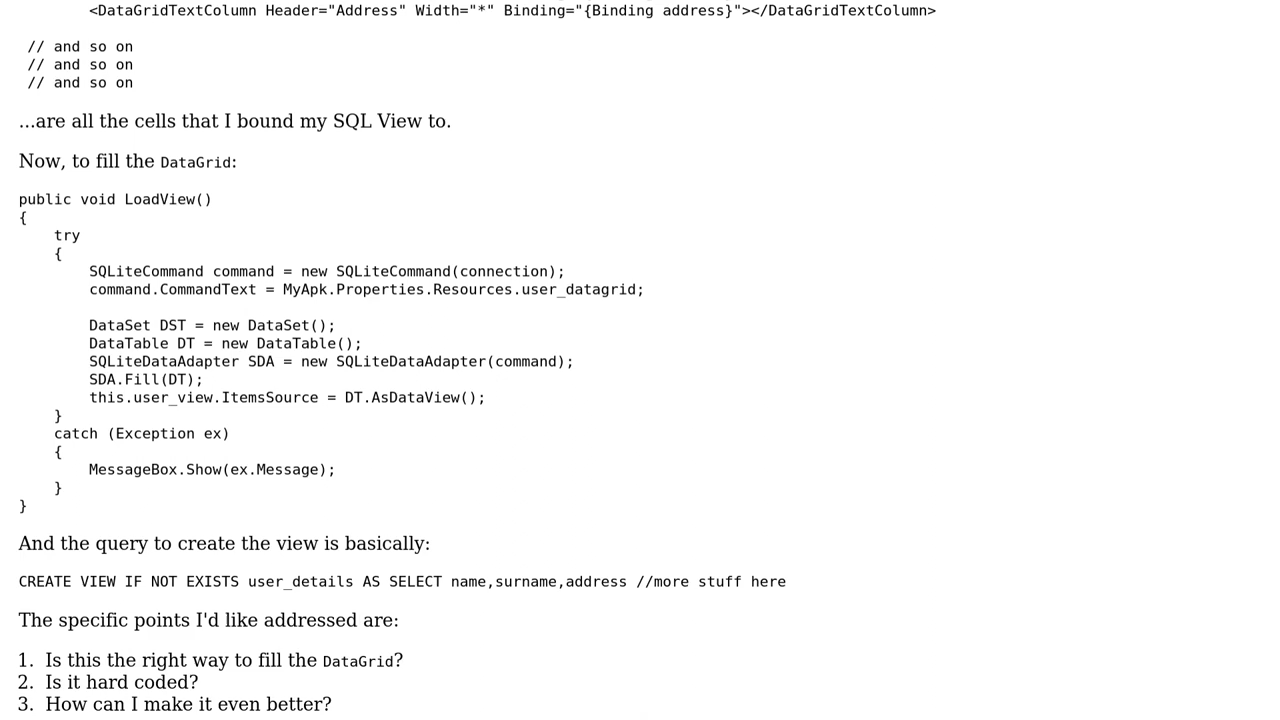 <DataGridTextColumn Header="Address" Width="*" Binding="{Binding address}"></DataGridTextColumn>
// and so on
// and so on
// and so on
...are all the cells that I bound my SQL View to.
Now, to fill the DataGrid:
public void LoadView()
{
    try
    {
        SQLiteCommand command = new SQLiteCommand(connection);
        command.CommandText = MyApk.Properties.Resources.user_datagrid;
        DataSet DST = new DataSet();
        DataTable DT = new DataTable();
        SQLiteDataAdapter SDA = new SQLiteDataAdapter(command);
        SDA.Fill(DT);
        this.user_view.ItemsSource = DT.AsDataView();
    }
    catch (Exception ex)
    {
        MessageBox.Show(ex.Message);
    }
}
And the query to create the view is basically:
CREATE VIEW IF NOT EXISTS user_details AS SELECT name,surname,address //more stuff here
The specific points I'd like addressed are:
1. Is this the right way to fill the DataGrid?
2. Is it hard coded?
3. How can I make it even better?